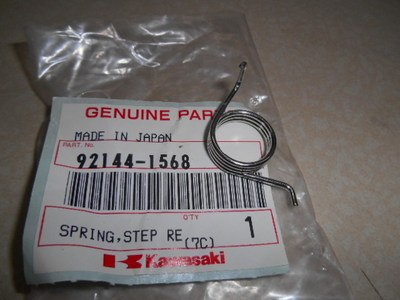 GENUINE PAR
MADE IN JAPAN
PART No.
92144-1568
QTY
SPRING,STEP RE(7C) 1
Kawasaki